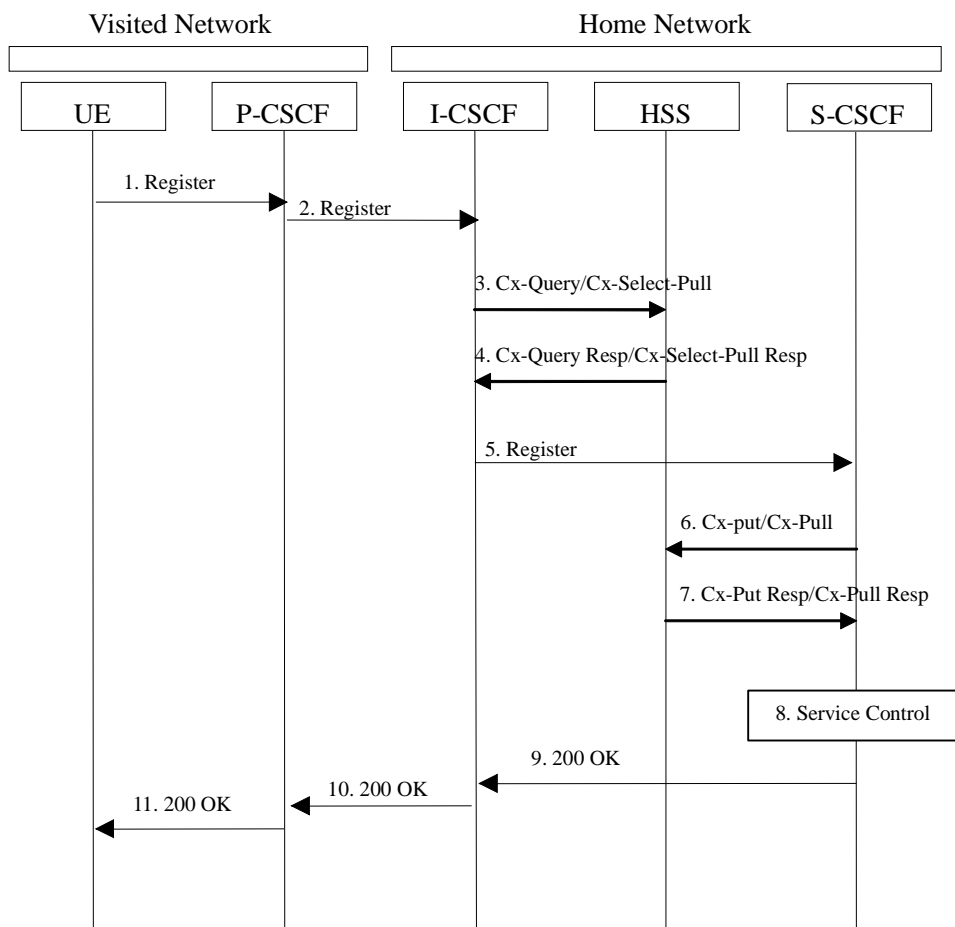 Visited Network
Home Network
UE
P-CSCF
I-CSCF
HSS
S-CSCF
1. Register
2. Register
3. Cx-Query/Cx-Select-Pull
4. Cx-Query Resp/Cx-Select-Pull Resp
5. Register
6. Cx-put/Cx-Pull
7. Cx-Put Resp/Cx-Pull Resp
8. Service Control
9. 200 OK
10. 200 OK
11. 200 OK